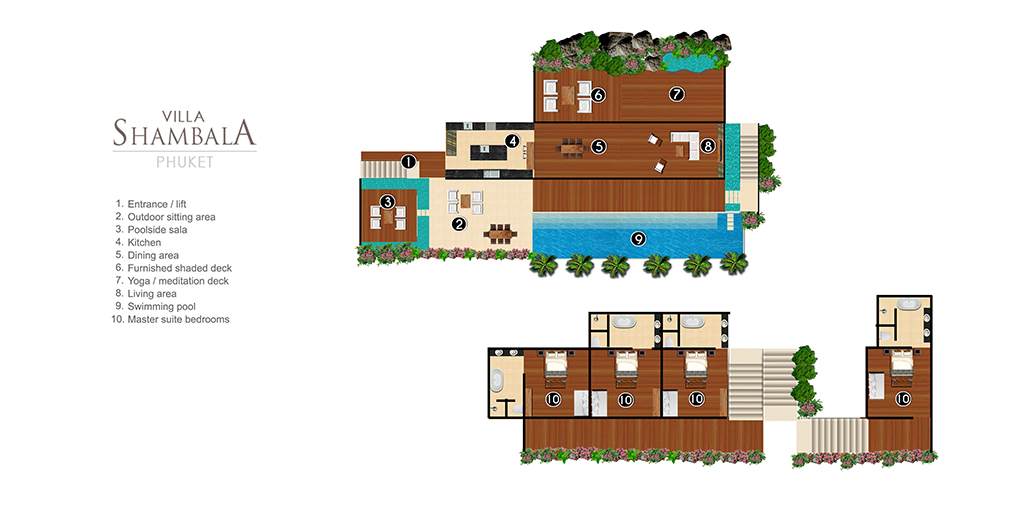 VILLA
SHAMBALA
PHUKET
1. Entrance / lift
2. Outdoor sitting area
3. Poolside sala
4. Kitchen
5. Dining area
6. Furnished shaded deck
7. Yoga / meditation deck
8. Living area
9. Swimming pool
10. Master suite bedrooms
6
7
4
5
8
1
3
2
9
10
10
10
10